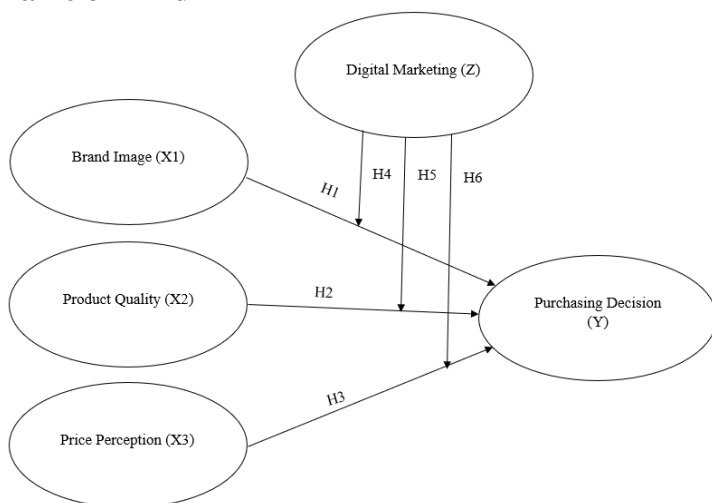 Digital Marketing (Z)
Brand Image (X1)
H1
H4
H5
H6
Product Quality (X2)
H2
Purchasing Decision
(Y)
H3
Price Perception (X3)